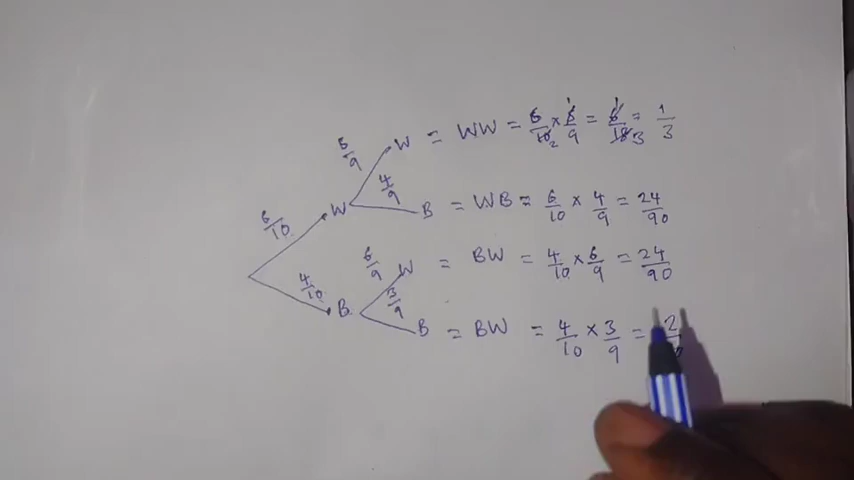 5/9 W = WW = 6/10 × 5/9 = 6/18 = 1/3
6/10 W 4/9 B = WB = 6/10 × 4/9 = 24/90
4/10 B 6/9 W = BW = 4/10 × 6/9 = 24/90
3/9 B = BW = 4/10 × 3/9 =